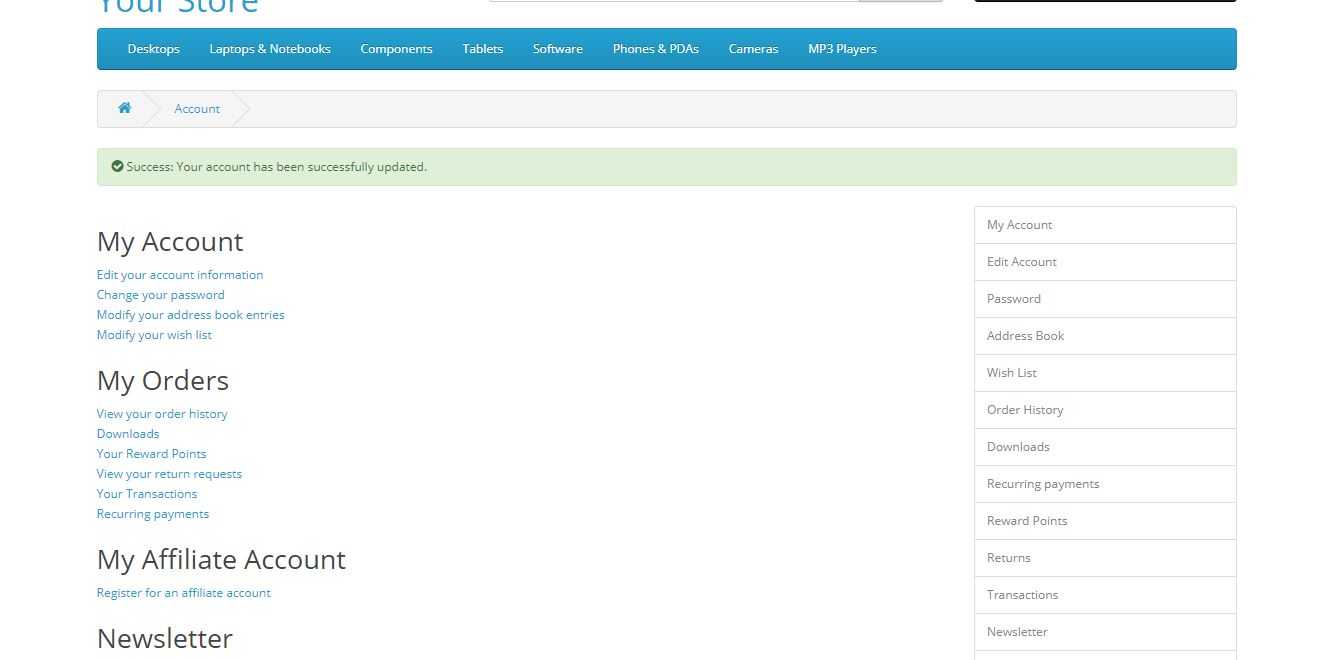 Your Store
Desktops Laptops & Notebooks Components Tablets Software Phones & PDAs Cameras MP3 Players
Account
Success: Your account has been successfully updated.
My Account
Edit your account information
Change your password
Modify your address book entries
Modify your wish list
My Orders
View your order history
Downloads
Your Reward Points
View your return requests
Your Transactions
Recurring payments
My Affiliate Account
Register for an affiliate account
Newsletter
My Account
Edit Account
Password
Address Book
Wish List
Order History
Downloads
Recurring payments
Reward Points
Returns
Transactions
Newsletter